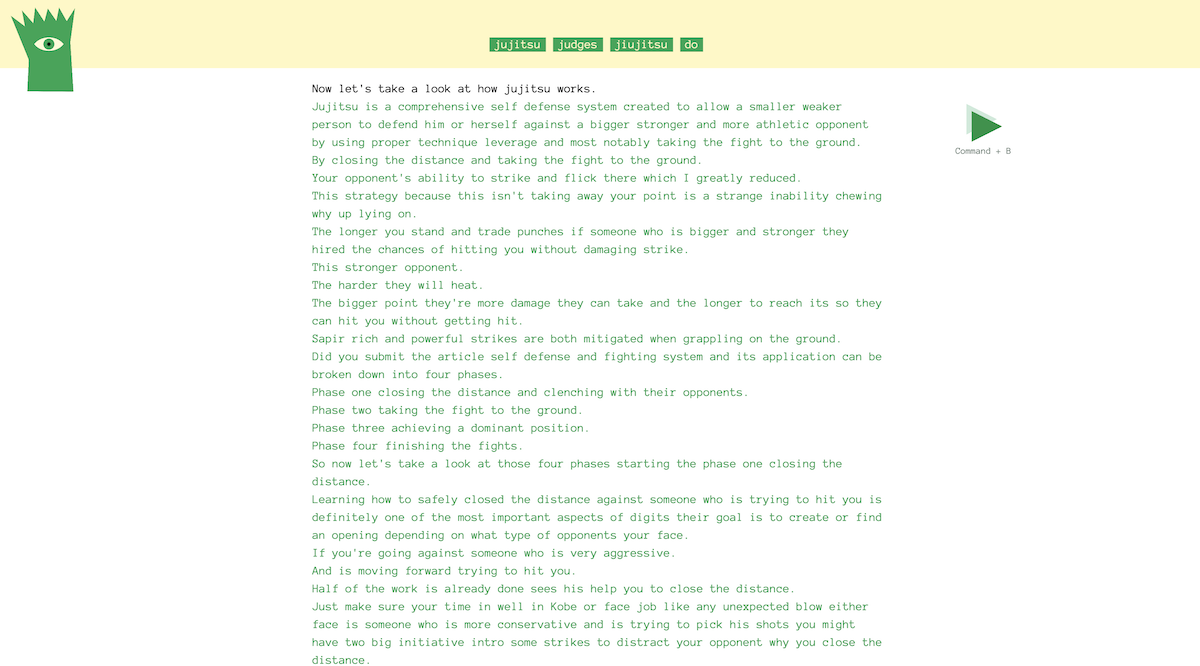 jujitsu judges jiujitsu do
Now let's take a look at how jujitsu works.
Jujitsu is a comprehensive self defense system created to allow a smaller weaker
person to defend him or herself against a bigger stronger and more athletic opponent
by using proper technique leverage and most notably taking the fight to the ground.
Command + B
By closing the distance and taking the fight to the ground.
Your opponent's ability to strike and flick there which I greatly reduced.
This strategy because this isn't taking away your point is a strange inability chewing
why up lying on.
The longer you stand and trade punches if someone who is bigger and stronger they
hired the chances of hitting you without damaging strike.
This stronger opponent.
The harder they will heat.
The bigger point they're more damage they can take and the longer to reach its so they
can hit you without getting hit.
Sapir rich and powerful strikes are both mitigated when grappling on the ground.
Did you submit the article self defense and fighting system and its application can be
broken down into four phases.
Phase one closing the distance and clenching with their opponents.
Phase two taking the fight to the ground.
Phase three achieving a dominant position.
Phase four finishing the fights.
So now let's take a look at those four phases starting the phase one closing the
distance.
Learning how to safely closed the distance against someone who is trying to hit you is
definitely one of the most important aspects of digits their goal is to create or find
an opening depending on what type of opponents your face.
If you're going against someone who is very aggressive.
And is moving forward trying to hit you.
Half of the work is already done sees his help you to close the distance.
Just make sure your time in well in Kobe or face job like any unexpected blow either
face is someone who is more conservative and is trying to pick his shots you might
have two big initiative intro some strikes to distract your opponent why you close the
distance.